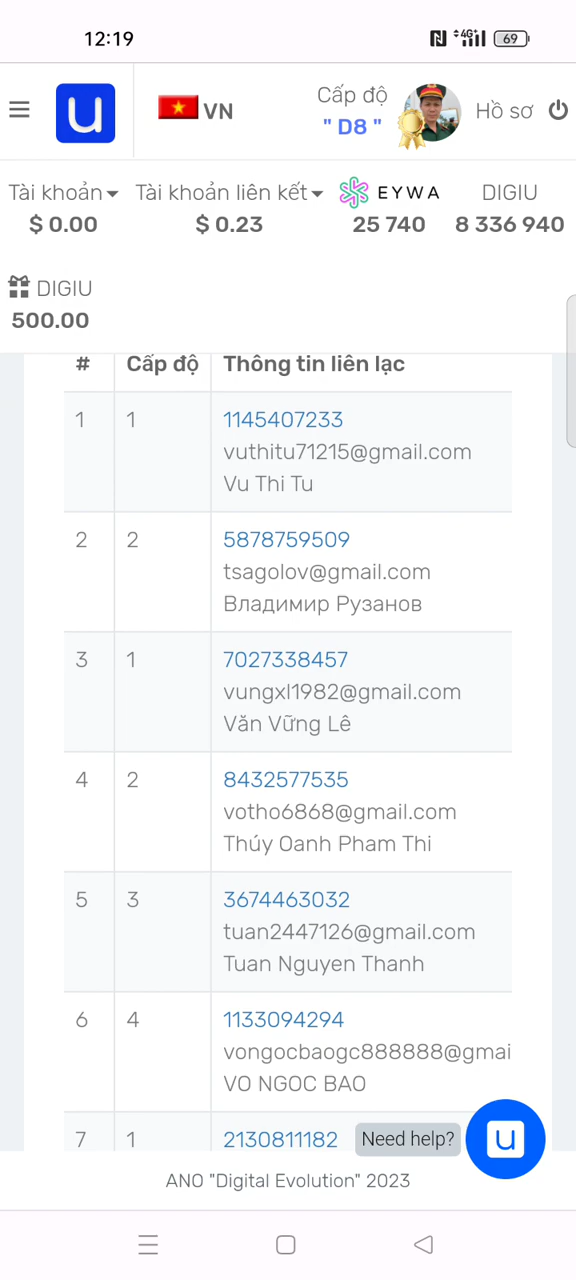 12:19
4G
69
u
VN
Cấp độ
" D8 "
Hồ sơ
Tài khoản
$ 0.00
Tài khoản liên kết
$ 0.23
EYWA
25 740
DIGIU
8 336 940
DIGIU
500.00
# Cấp độ Thông tin liên lạc
1 1 1145407233
vuthitu71215@gmail.com
Vu Thi Tu
2 2 5878759509
tsagolov@gmail.com
Владимир Рузанов
3 1 7027338457
vungxl1982@gmail.com
Văn Vững Lê
4 2 8432577535
votho6868@gmail.com
Thúy Oanh Pham Thi
5 3 3674463032
tuan2447126@gmail.com
Tuan Nguyen Thanh
6 4 1133094294
vongocbaogc888888@gmai
VO NGOC BAO
7 1 2130811182
Need help?
u
ANO "Digital Evolution" 2023